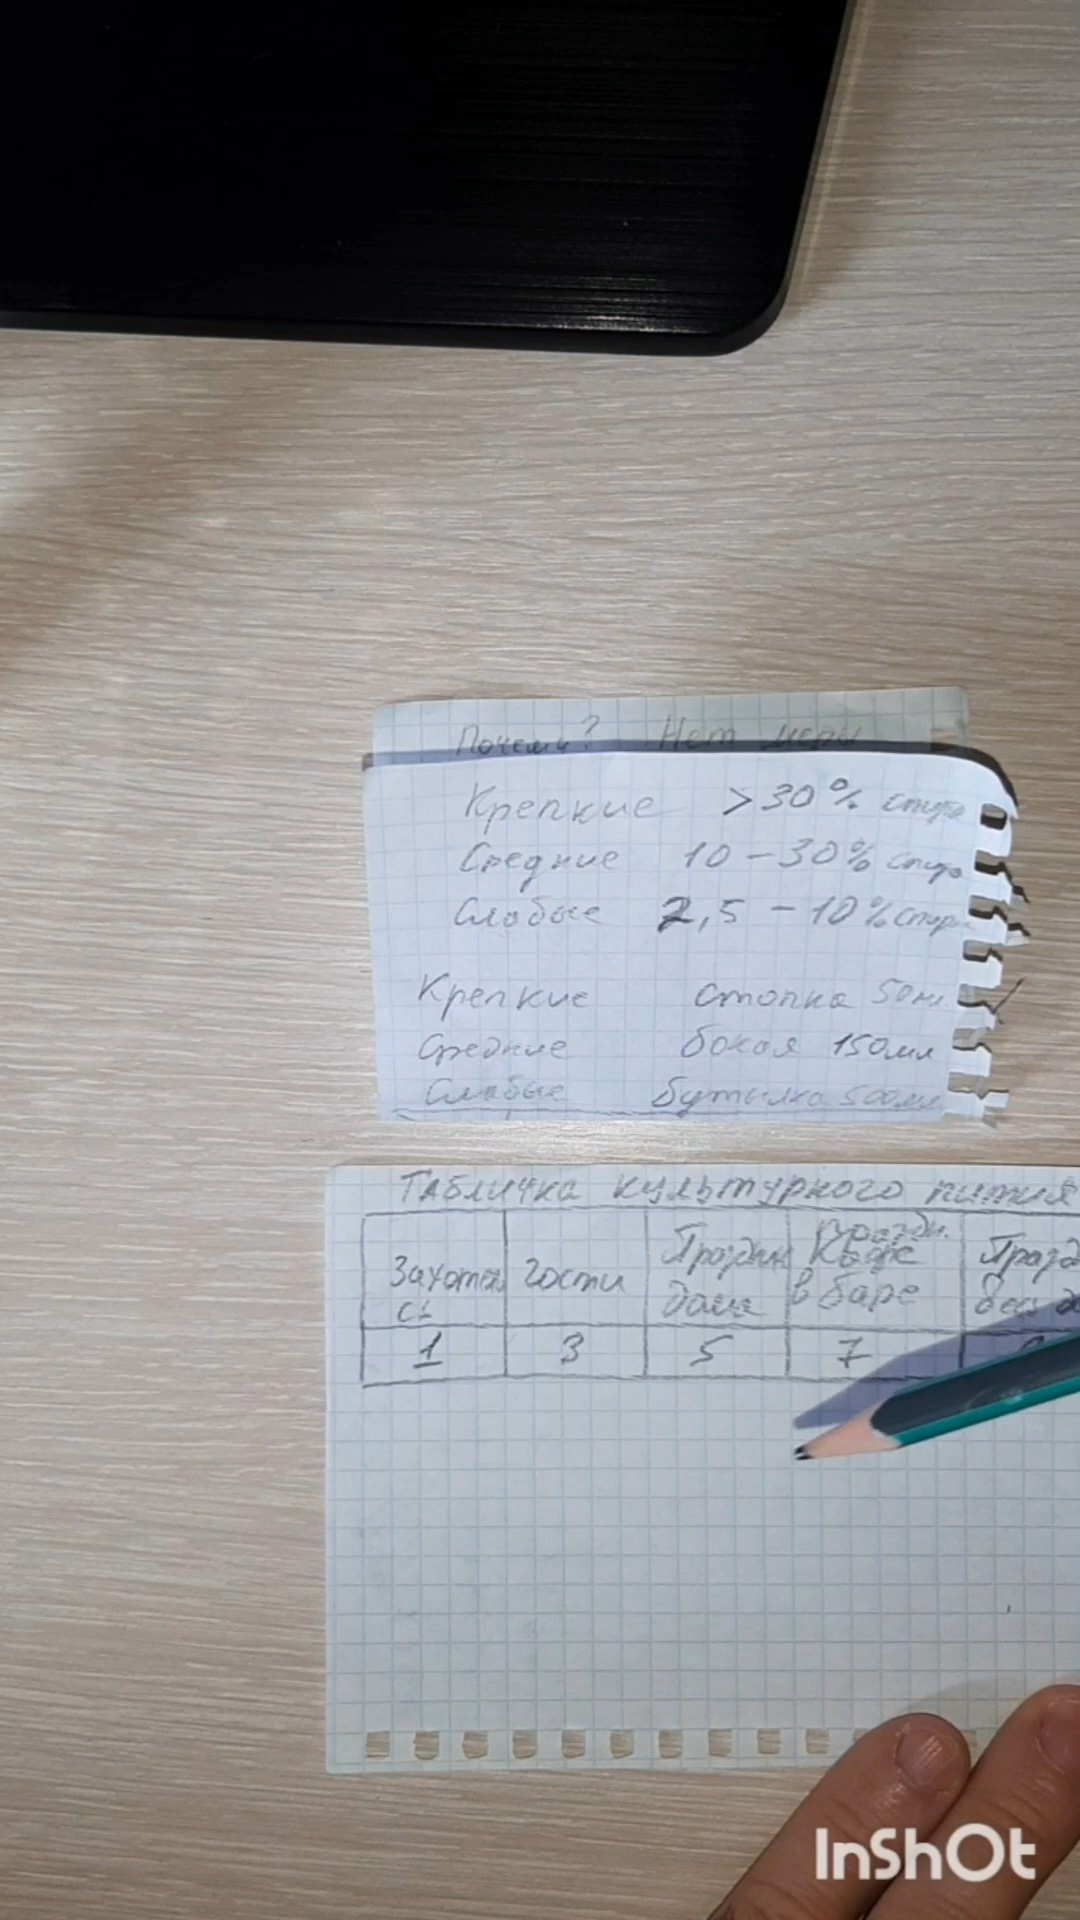 Почему? Нет меры
Крепкие >30% спирта
Средние 10-30% спирта
Слабые 2,5-10% спирта
Крепкие стопка 50мл.
Средние бокал 150мл
Слабые бутылка 500мл
Табличка культурного пития
Захотелось Гости Праздник дома Праздн. Кафе в баре Празд
1 3 5 7
InShOt